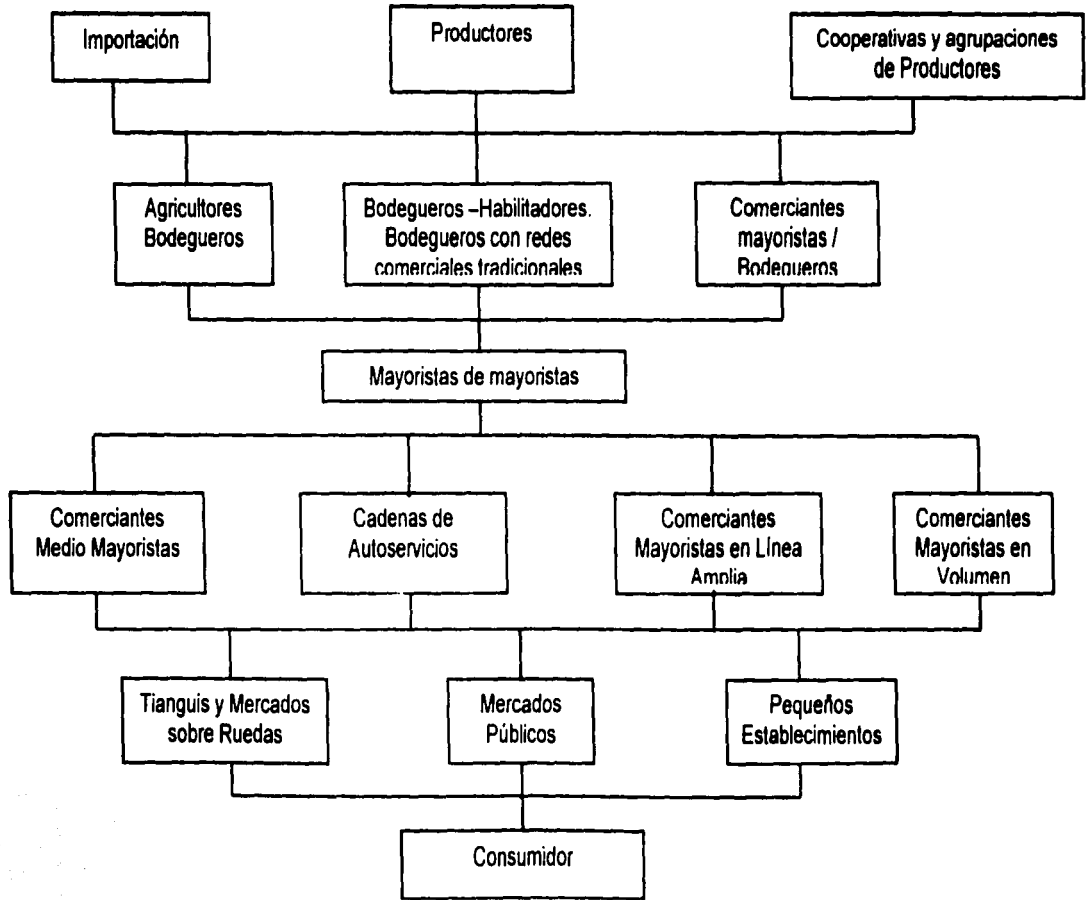 Importación
Productores
Cooperativas y agrupaciones
de Productores
Agricultores
Bodegueros
Bodegueros –Habilitadores.
Bodegueros con redes
comerciales tradicionales
Comerciantes
mayoristas /
Bodegueros
Mayoristas de mayoristas
Comerciantes
Medio Mayoristas
Cadenas de
Autoservicios
Comerciantes
Mayoristas en Línea
Amplia
Comerciantes
Mayoristas en
Volumen
Tianguis y Mercados
sobre Ruedas
Mercados
Públicos
Pequeños
Establecimientos
Consumidor